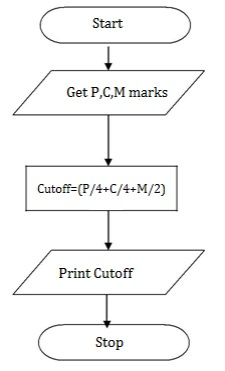 Start
Get P,C,M marks
Cutoff=(P/4+C/4+M/2)
Print Cutoff
Stop